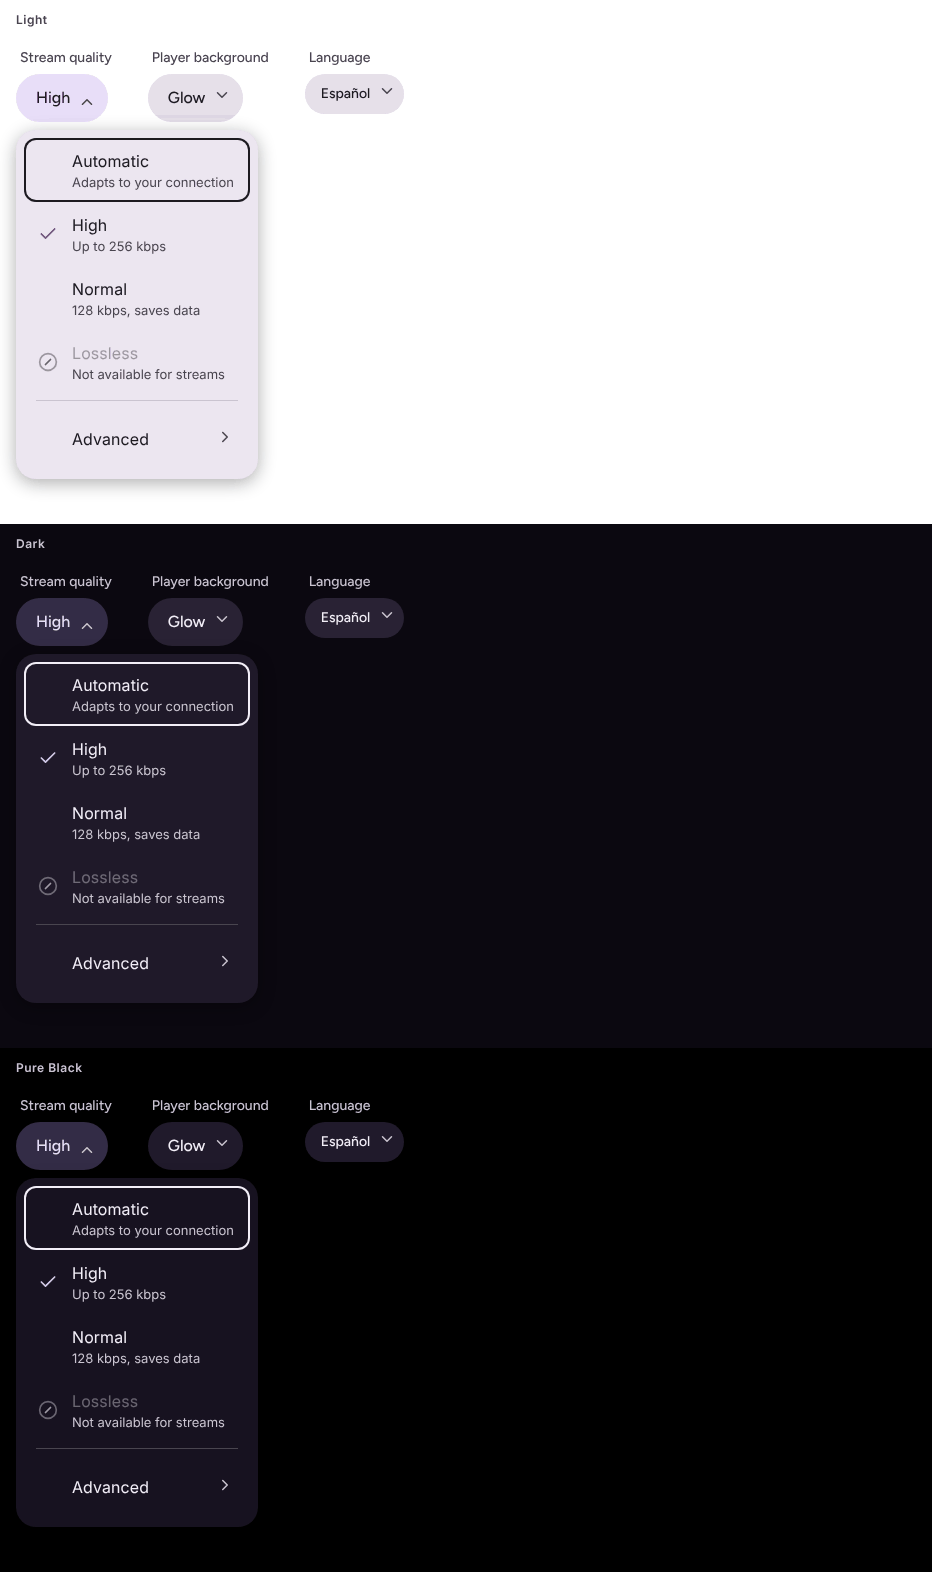 Light
Stream quality Player background Language
High Glow Español
Automatic
Adapts to your connection
High
Up to 256 kbps
Normal
128 kbps, saves data
Lossless
Not available for streams
Advanced
Dark
Stream quality Player background Language
High Glow Español
Automatic
Adapts to your connection
High
Up to 256 kbps
Normal
128 kbps, saves data
Lossless
Not available for streams
Advanced
Pure Black
Stream quality Player background Language
High Glow Español
Automatic
Adapts to your connection
High
Up to 256 kbps
Normal
128 kbps, saves data
Lossless
Not available for streams
Advanced